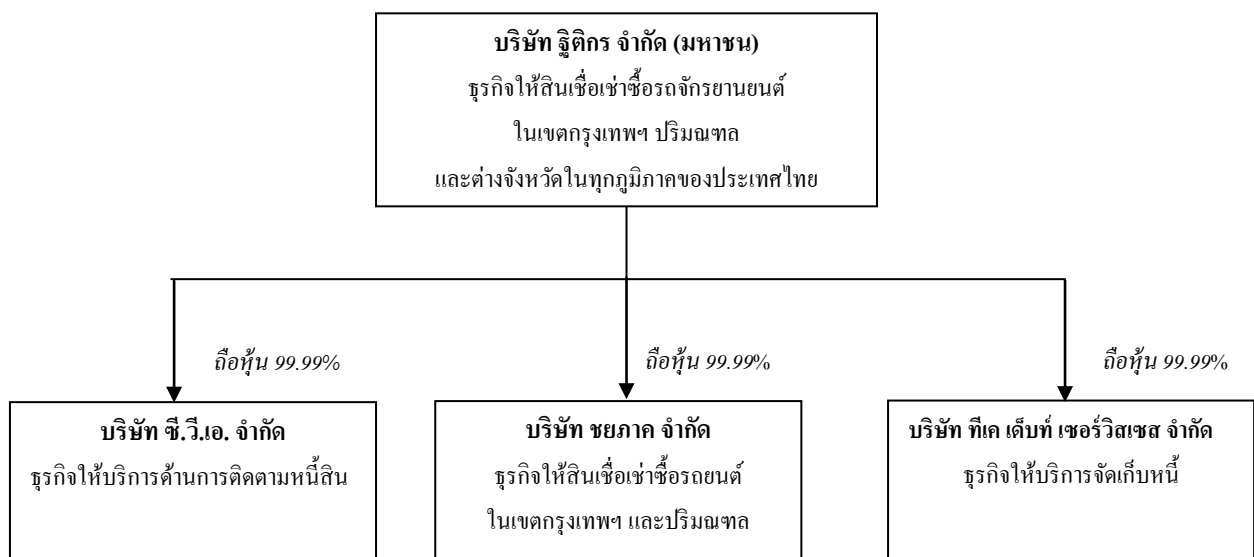 บริษัท ฐิติกร จำกัด (มหาชน)
ธุรกิจให้สินเชื่อเช่าซื้อรถจักรยานยนต์
ในเขตกรุงเทพฯ ปริมณฑล
และต่างจังหวัดในทุกภูมิภาคของประเทศไทย
ถือหุ้น 99.99%
ถือหุ้น 99.99%
ถือหุ้น 99.99%
บริษัท ซี.วี.เอ. จำกัด
ธุรกิจให้บริการด้านการติดตามหนี้สิน
บริษัท ชยภาค จำกัด
ธุรกิจให้สินเชื่อเช่าซื้อรถยนต์
ในเขตกรุงเทพฯ และปริมณฑล
บริษัท ทีเค เด็บท์ เซอร์วิสเซส จำกัด
ธุรกิจให้บริการจัดเก็บหนี้